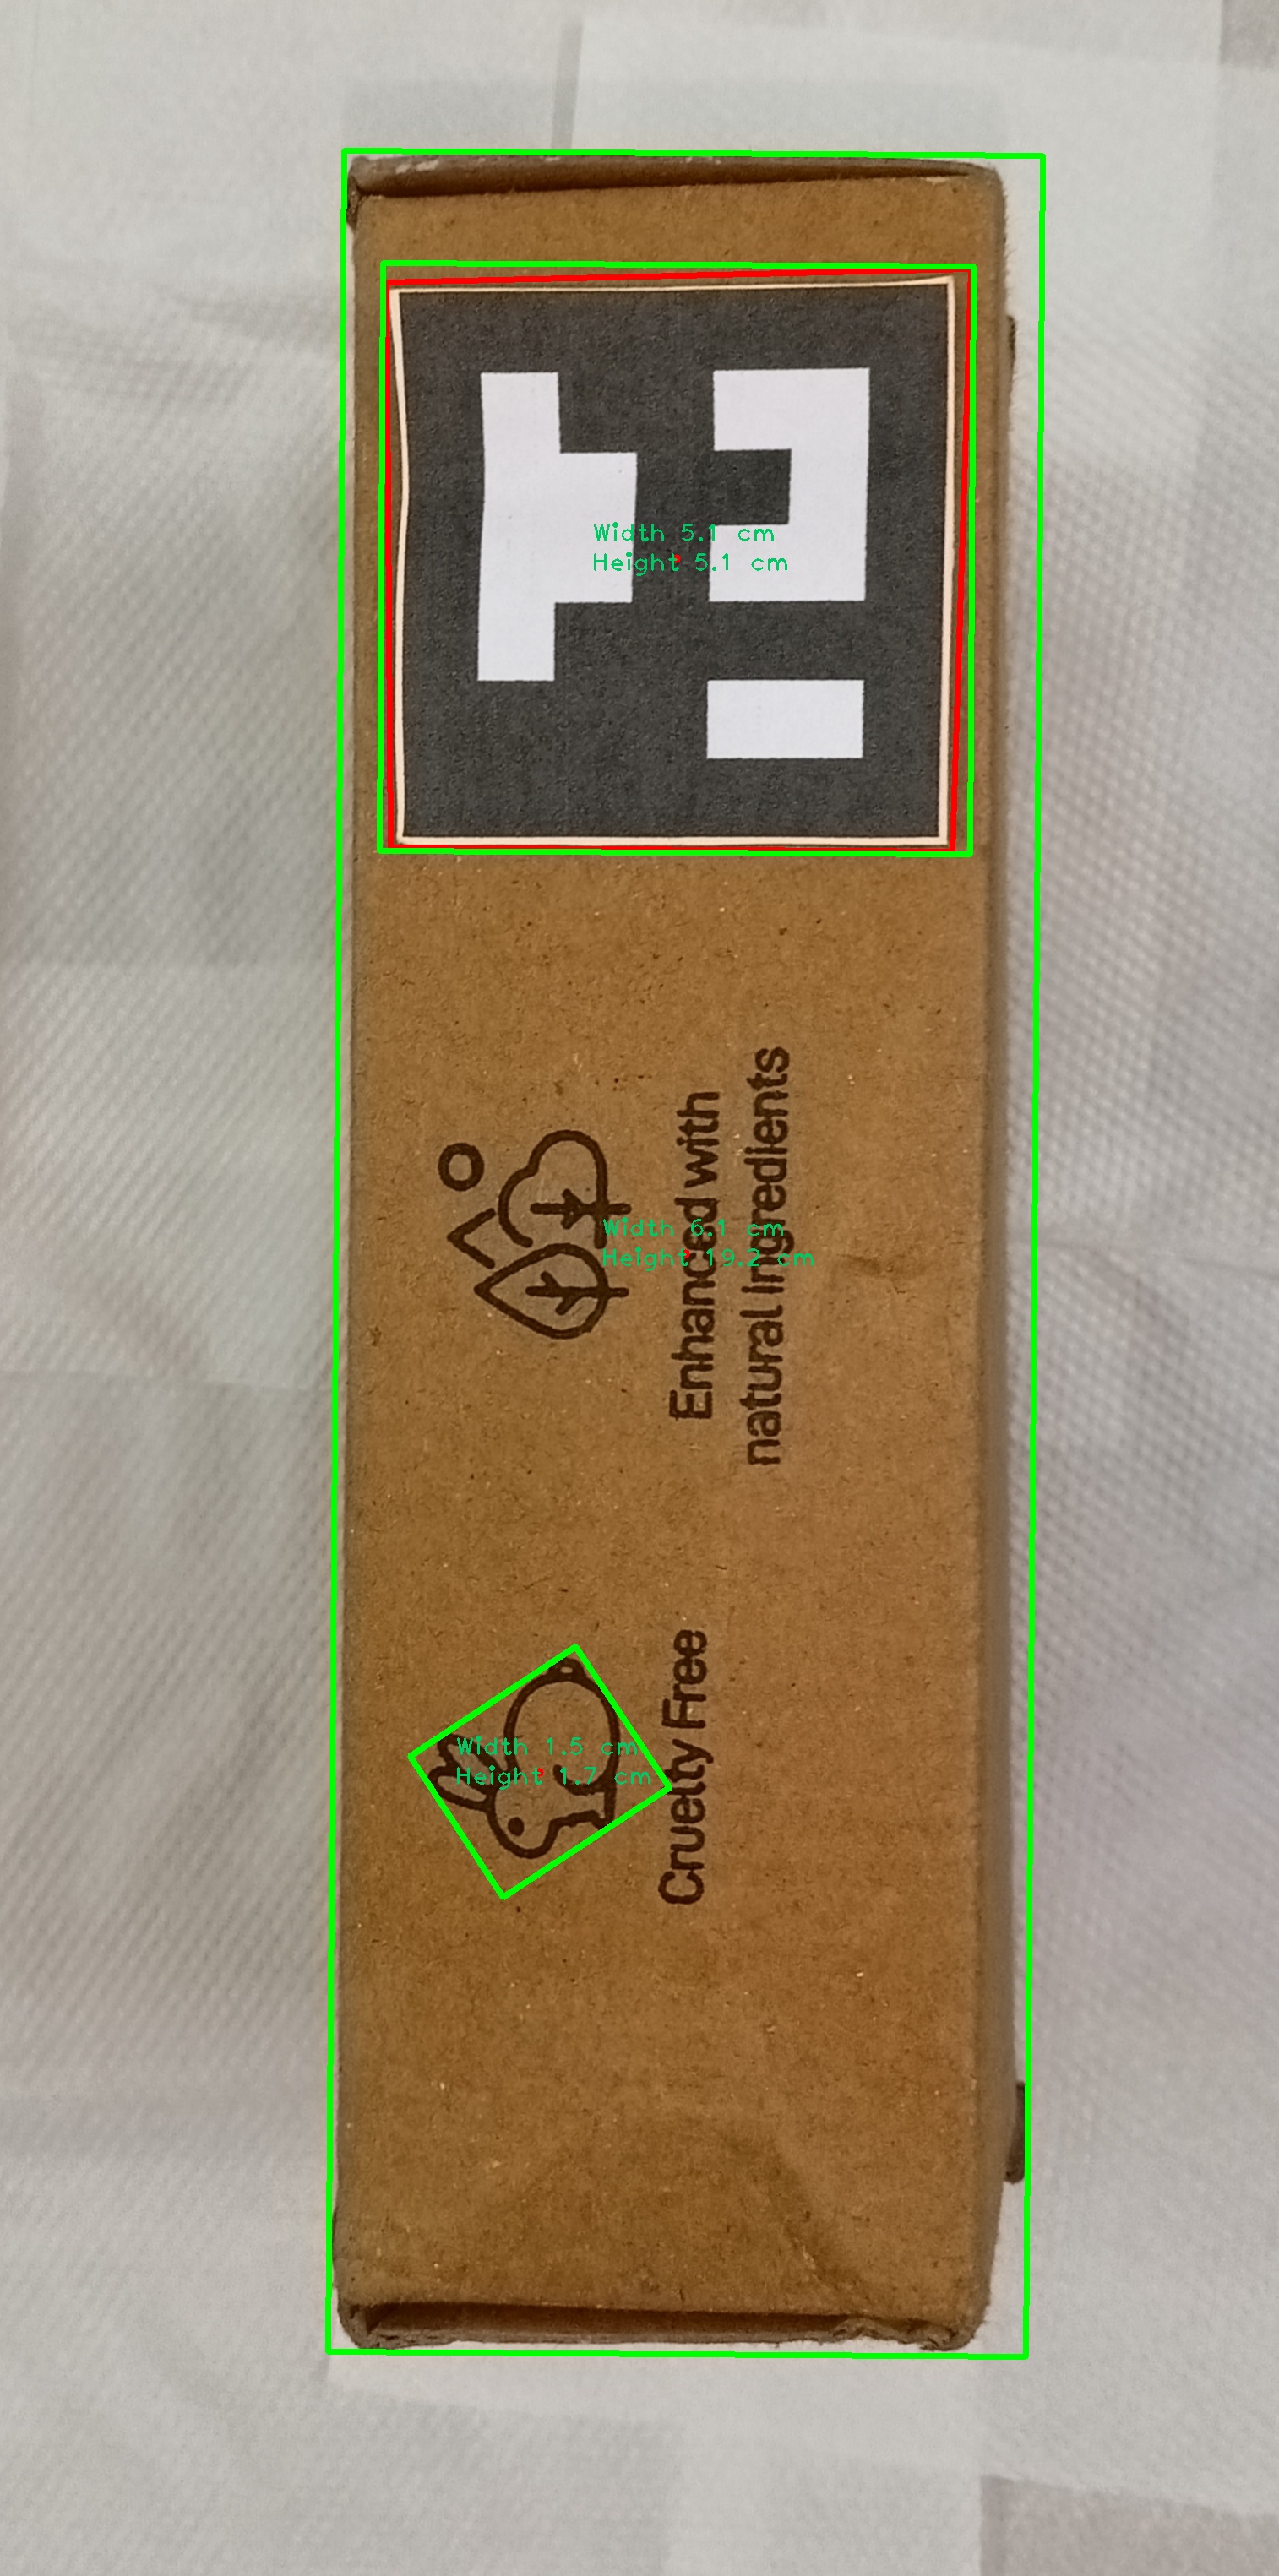 Width 5.1 cm
Height 5.1 cm
Enhanced with
natural ingredients
Width 6.1 cm
Height 19.2 cm
Cruelty Free
Width 1.5 cm
Height 1.7 cm